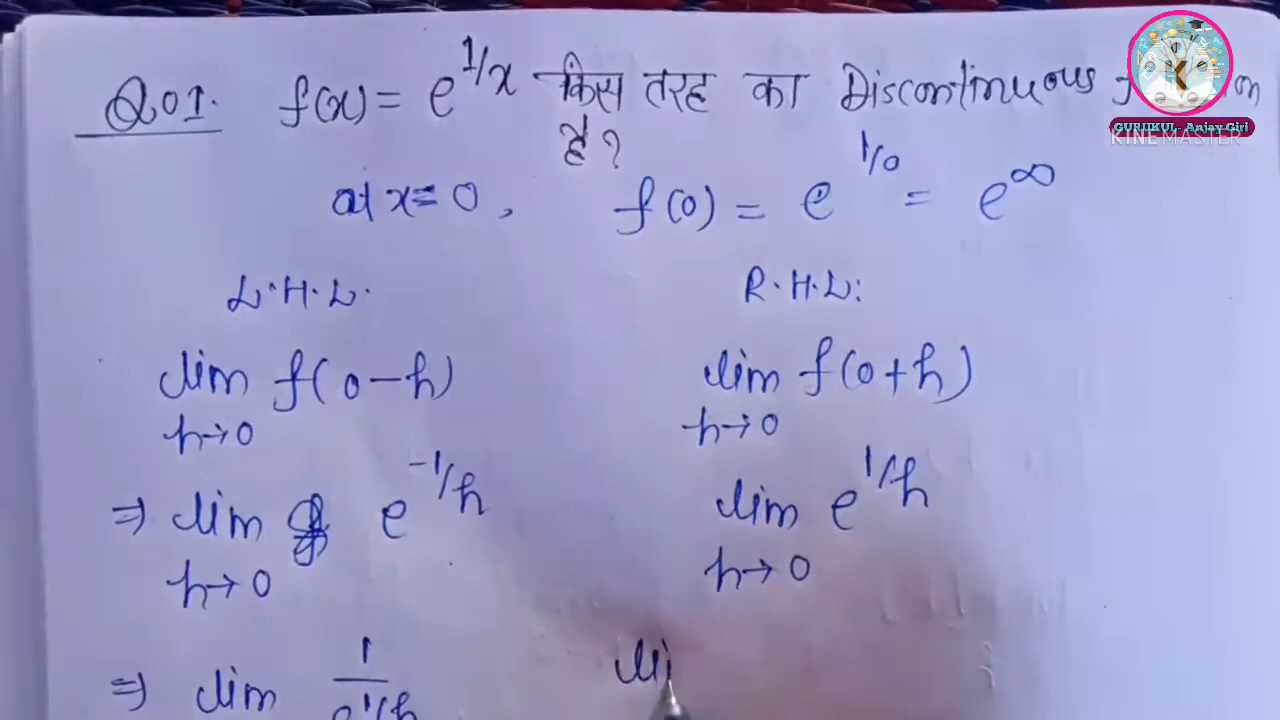 Q01. f(x) = e^1/x किस तरह का Discontinuous
है?
at x = 0, f(0) = e^1/0 = e^∞
L.H.L. R.H.L:
lim f(0-h) lim f(0+h)
h→0 h→0
⇒ lim e^-1/h lim e^1/h
h→0 h→0
⇒ lim 1/e^1/h
GURUKUL - Anjay Giri
KINEMASTER